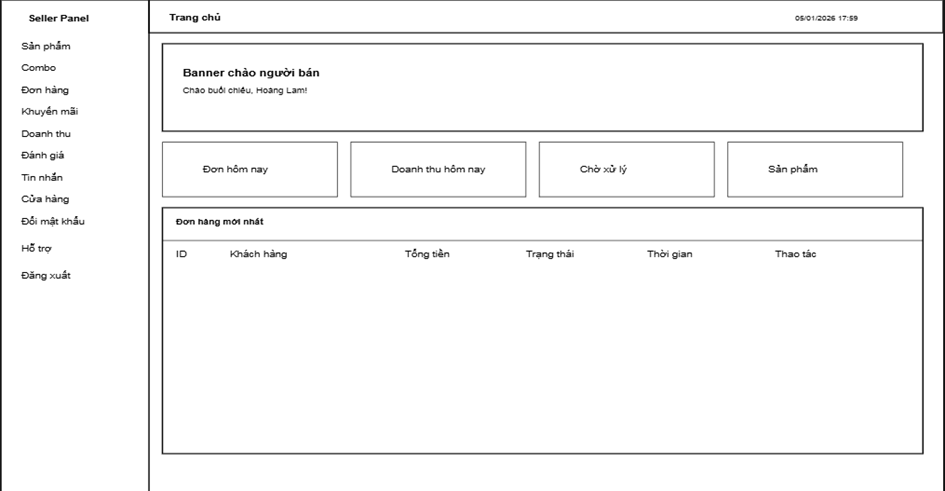 Seller Panel
Sản phẩm
Combo
Đơn hàng
Khuyến mãi
Doanh thu
Đánh giá
Tin nhắn
Cửa hàng
Đổi mật khẩu
Hỗ trợ
Đăng xuất
Trang chủ
05/01/2026 17:59
Banner chào người bán
Chào buổi chiều, Hoàng Lam!
Đơn hôm nay
Doanh thu hôm nay
Chờ xử lý
Sản phẩm
Đơn hàng mới nhất
ID Khách hàng Tổng tiền Trạng thái Thời gian Thao tác